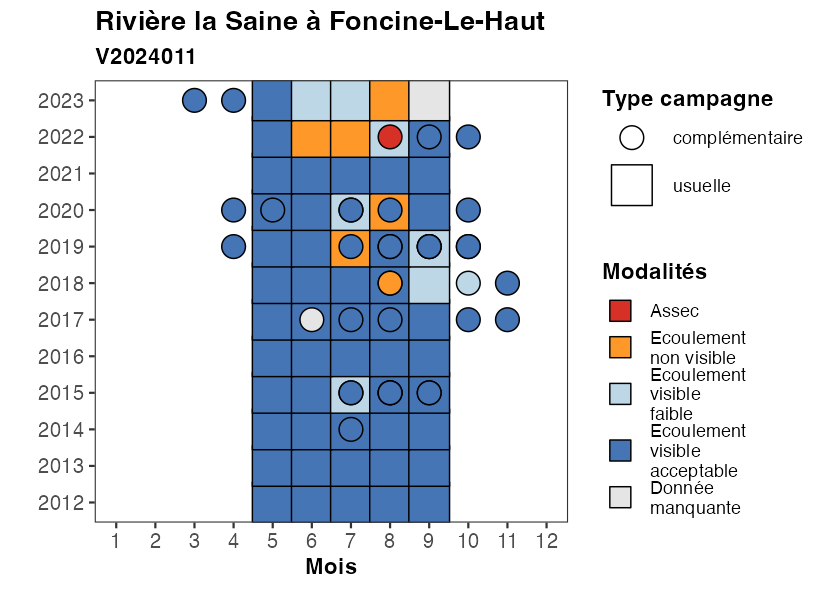 Rivière la Saine à Foncine-Le-Haut
V2024011
2023
2022
2021
2020
2019
2018
2017
2016
2015
2014
2013
2012
1 2 3 4 5 6 7 8 9 10 11 12
Mois
Type campagne
complémentaire
usuelle
Modalités
Assec
Ecoulement
non visible
Ecoulement
visible
faible
Ecoulement
visible
acceptable
Donnée
manquante